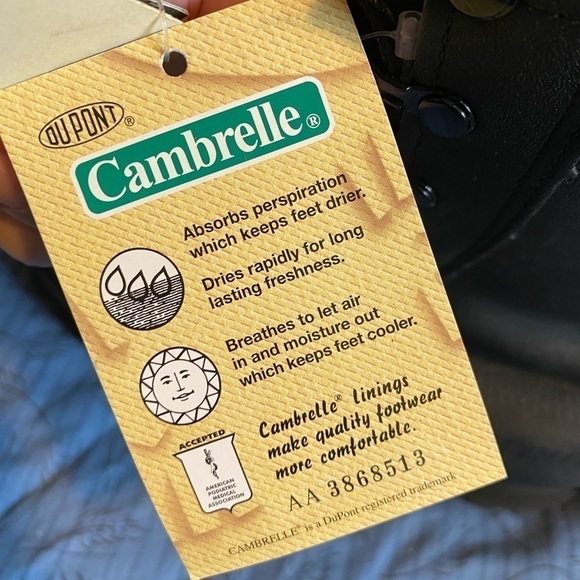 DU PONT®
Cambrelle®
Absorbs perspiration
which keeps feet drier.
Dries rapidly for long
lasting freshness.
Breathes to let air
in and moisture out
which keeps feet cooler.
ACCEPTED
AMERICAN
PODIATRIC
MEDICAL
ASSOCIATION
Cambrelle® linings
make quality footwear
more comfortable.
AA 3868513
CAMBRELLE® is a DuPont registered trademark